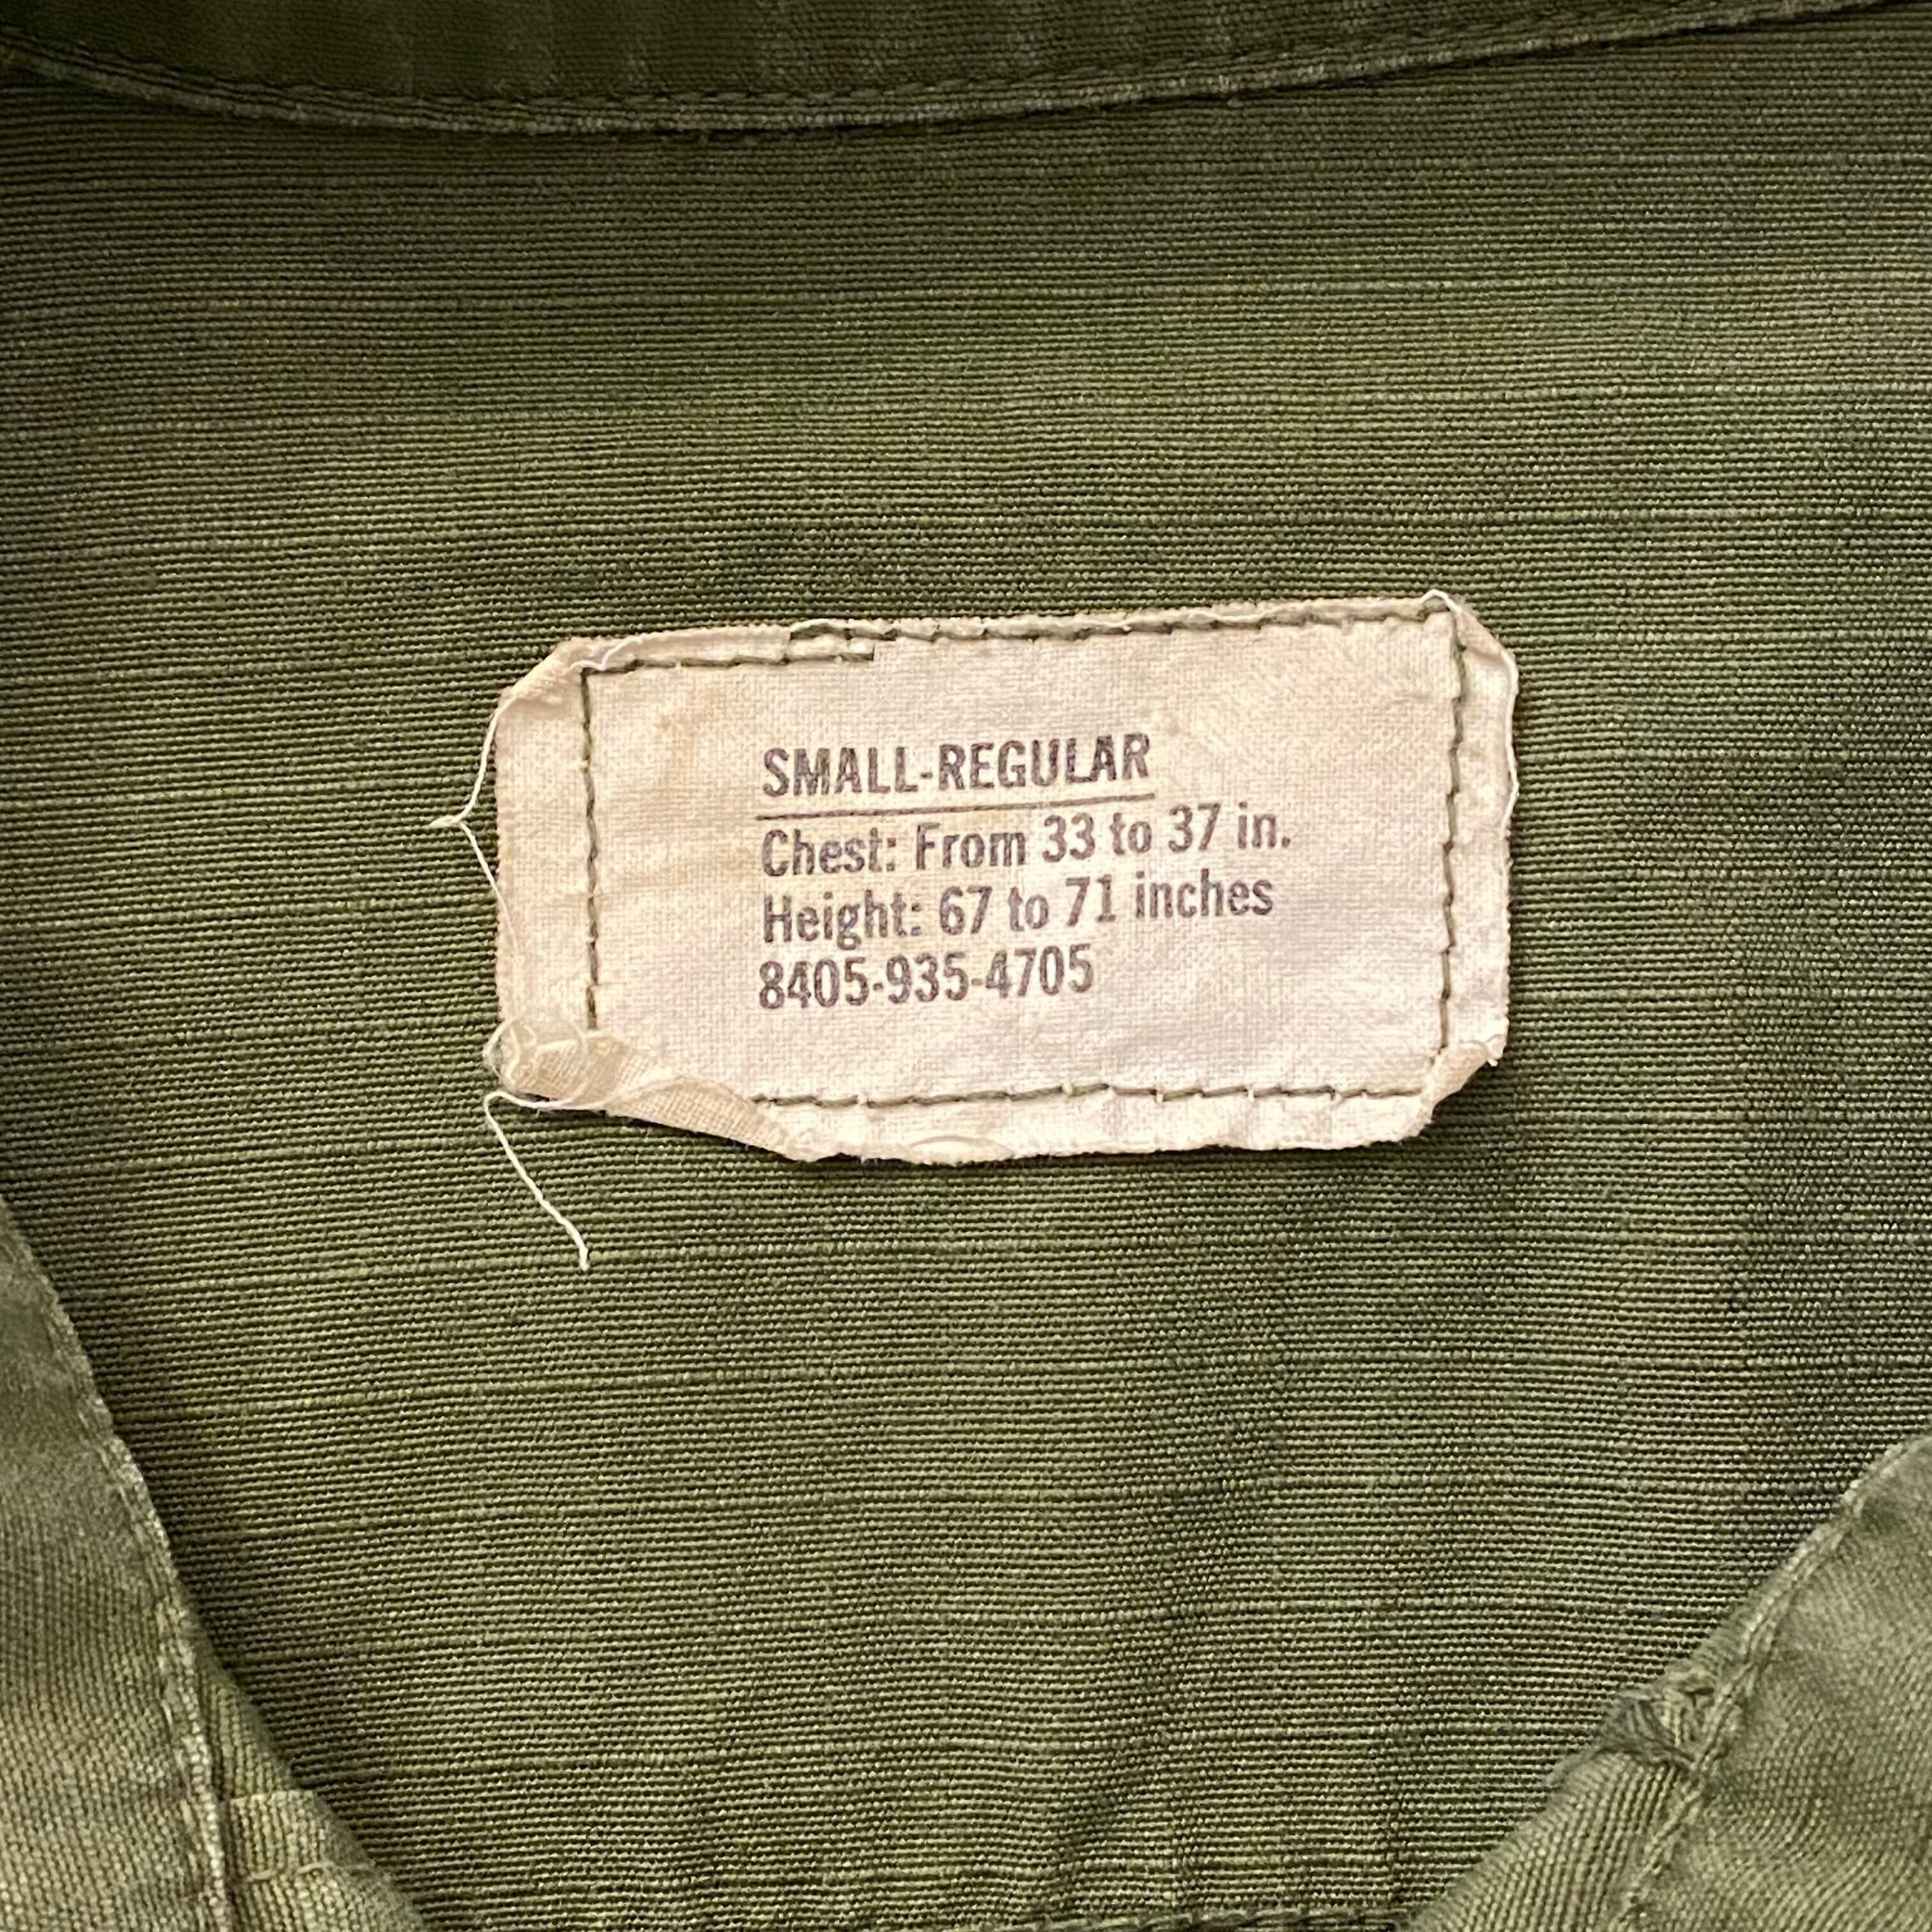 SMALL-REGULAR
Chest: From 33 to 37 in.
Height: 67 to 71 inches
8405-935-4705